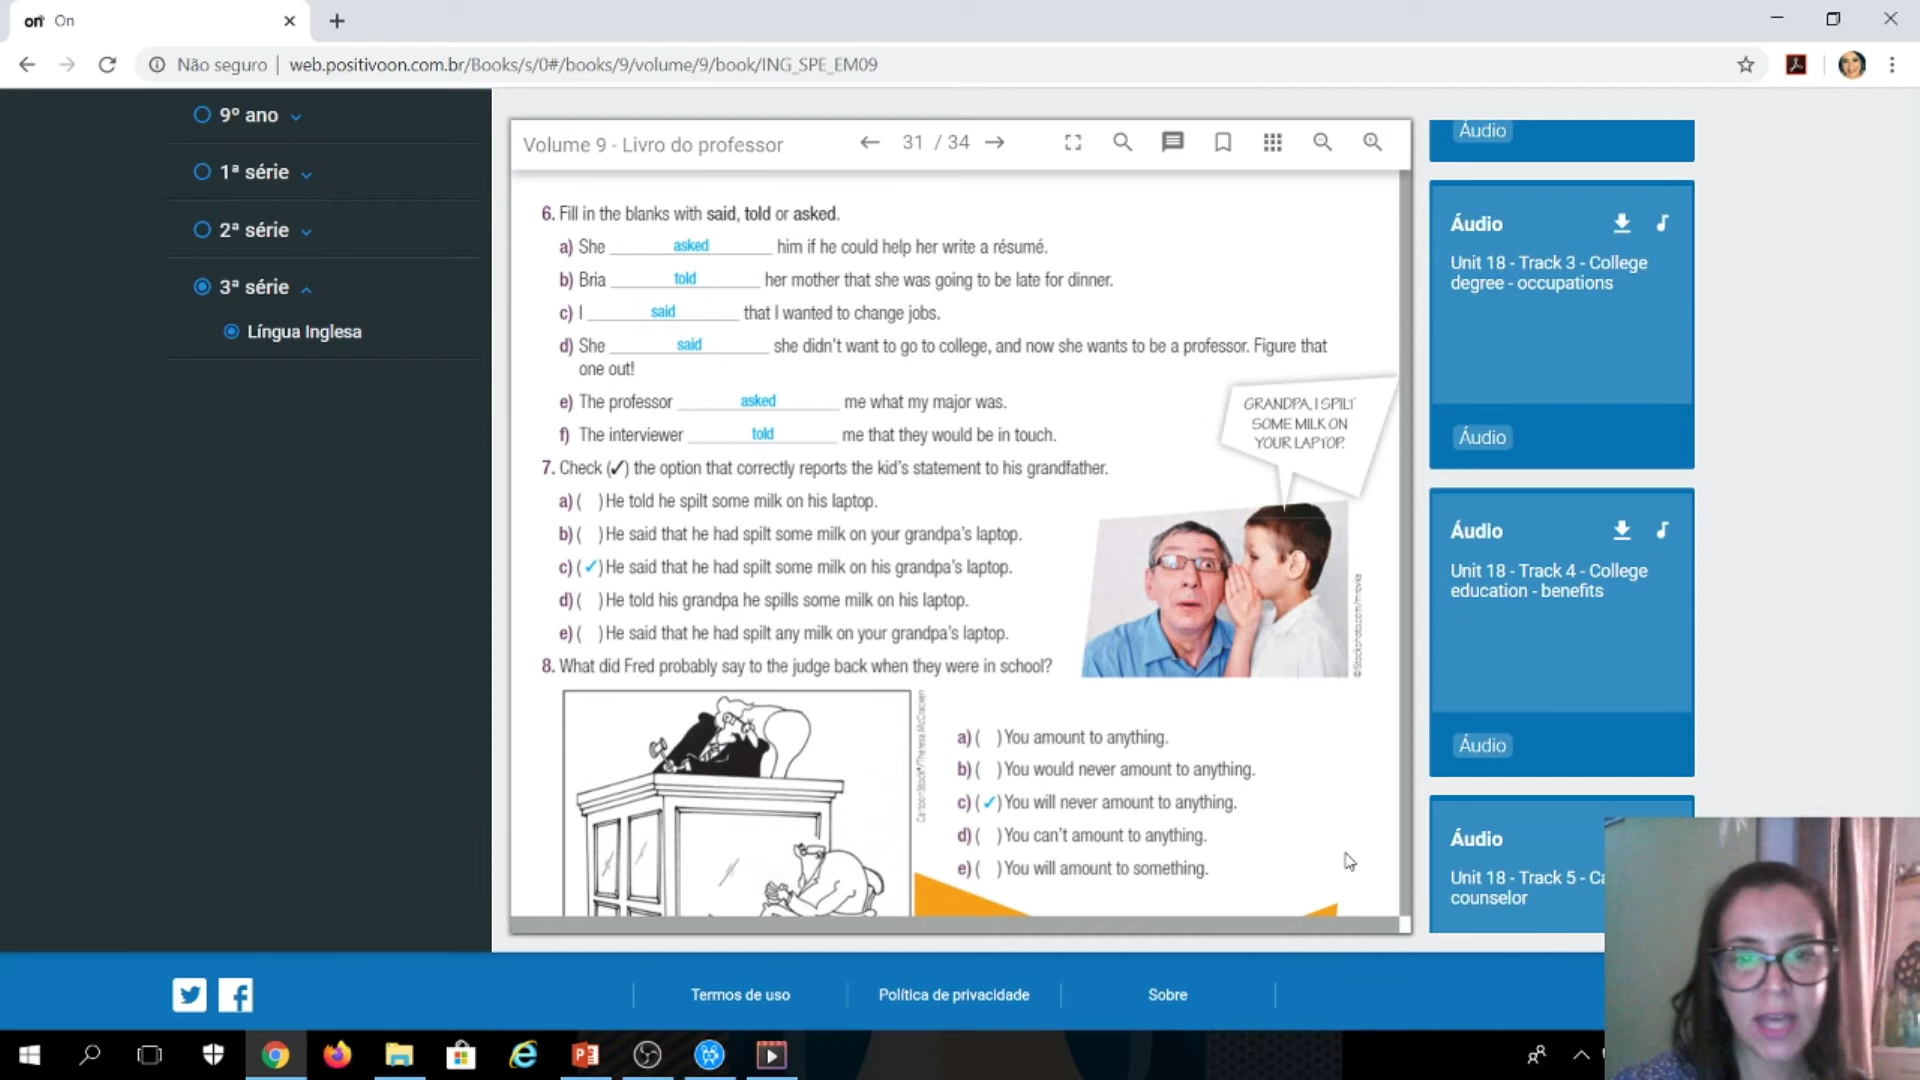 on On
Não seguro | web.positivoon.com.br/Books/s/0#/books/9/volume/9/book/ING_SPE_EM09
9º ano
1ª série
2ª série
3ª série
Língua Inglesa
Volume 9 - Livro do professor
31 / 34
6. Fill in the blanks with said, told or asked.
a) She asked him if he could help her write a résumé.
b) Bria told her mother that she was going to be late for dinner.
c) I said that I wanted to change jobs.
d) She said she didn't want to go to college, and now she wants to be a professor. Figure that
one out!
e) The professor asked me what my major was.
f) The interviewer told me that they would be in touch.
GRANDPA, I SPILT
SOME MILK ON
YOUR LAPTOP.
7. Check (✓) the option that correctly reports the kid's statement to his grandfather.
a) ( ) He told he spilt some milk on his laptop.
b) ( ) He said that he had spilt some milk on your grandpa's laptop.
c) (✓) He said that he had spilt some milk on his grandpa's laptop.
d) ( ) He told his grandpa he spills some milk on his laptop.
e) ( ) He said that he had spilt any milk on your grandpa's laptop.
©iStockphoto.com/mrovka
8. What did Fred probably say to the judge back when they were in school?
CartoonStock®/Theresa McCracken
a) ( ) You amount to anything.
b) ( ) You would never amount to anything.
c) (✓) You will never amount to anything.
d) ( ) You can't amount to anything.
e) ( ) You will amount to something.
Áudio
Áudio
Unit 18 - Track 3 - College
degree - occupations
Áudio
Áudio
Unit 18 - Track 4 - College
education - benefits
Áudio
Áudio
Unit 18 - Track 5 -
counselor
Termos de uso
Política de privacidade
Sobre